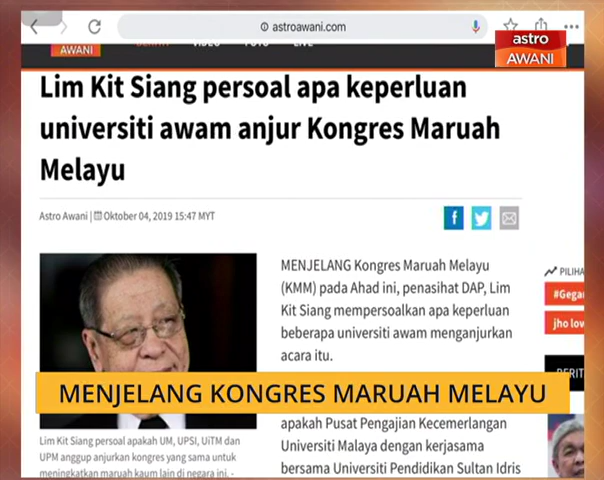 astroawani.com
astro
AWANI
AWANI
BERITA VIDEO FOTO LIVE
Lim Kit Siang persoal apa keperluan
universiti awam anjur Kongres Maruah
Melayu
Astro Awani | Oktober 04, 2019 15:47 MYT
MENJELANG Kongres Maruah Melayu
(KMM) pada Ahad ini, penasihat DAP, Lim
Kit Siang mempersoalkan apa keperluan
beberapa universiti awam menganjurkan
acara itu.
PILIHA
#Gegar
jho low
BERIT
MENJELANG KONGRES MARUAH MELAYU
apakah Pusat Pengajian Kecemerlangan
Universiti Malaya dengan kerjasama
bersama Universiti Pendidikan Sultan Idris
Lim Kit Siang persoal apakah UM, UPSI, UiTM dan
UPM anggup anjurkan kongres yang sama untuk
meningkatkan maruah kaum lain di negara ini. -